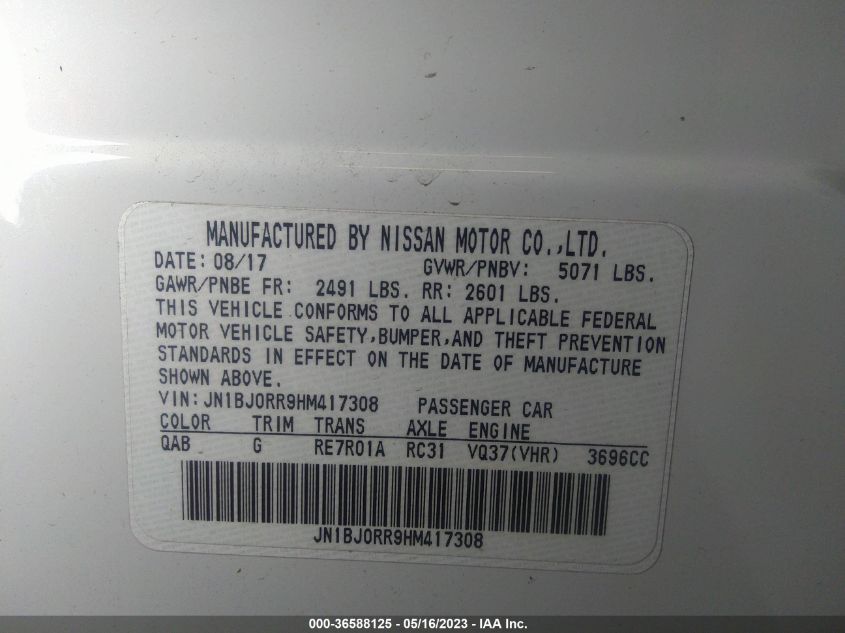 MANUFACTURED BY NISSAN MOTOR CO.,LTD.
DATE: 08/17 GVWR/PNBV: 5071 LBS.
GAWR/PNBE FR: 2491 LBS. RR: 2601 LBS.
THIS VEHICLE CONFORMS TO ALL APPLICABLE FEDERAL
MOTOR VEHICLE SAFETY,BUMPER,AND THEFT PREVENTION
STANDARDS IN EFFECT ON THE DATE OF MANUFACTURE
SHOWN ABOVE.
VIN: JN1BJ0RR9HM417308 PASSENGER CAR
COLOR TRIM TRANS AXLE ENGINE
QAB G RE7R01A RC31 VQ37(VHR) 3696CC
JN1BJ0RR9HM417308
000-36588125 - 05/16/2023 - IAA Inc.